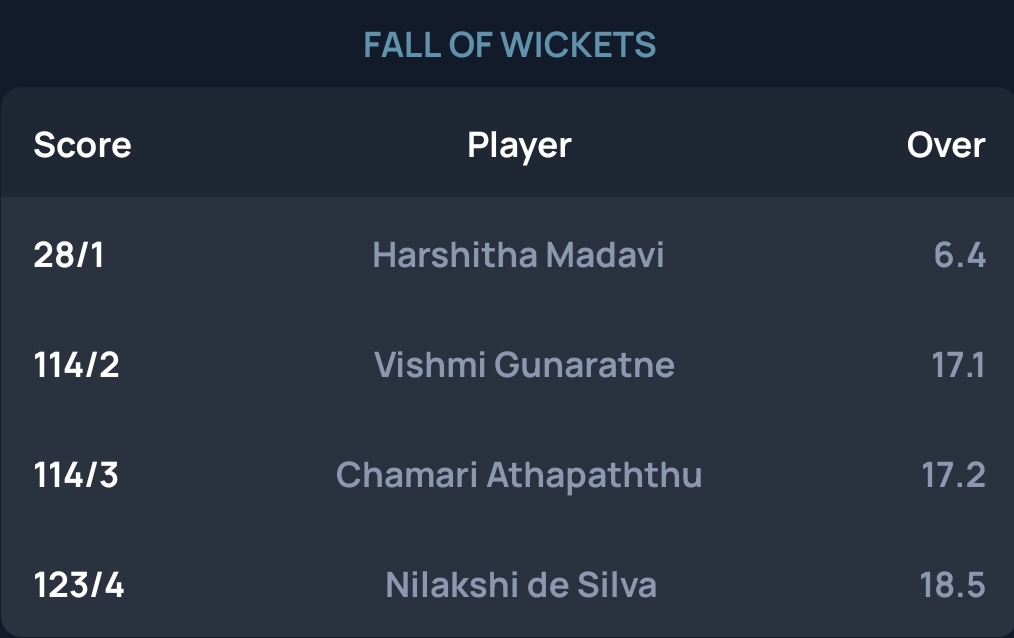 FALL OF WICKETS
Score Player Over
28/1 Harshitha Madavi 6.4
114/2 Vishmi Gunaratne 17.1
114/3 Chamari Athapaththu 17.2
123/4 Nilakshi de Silva 18.5